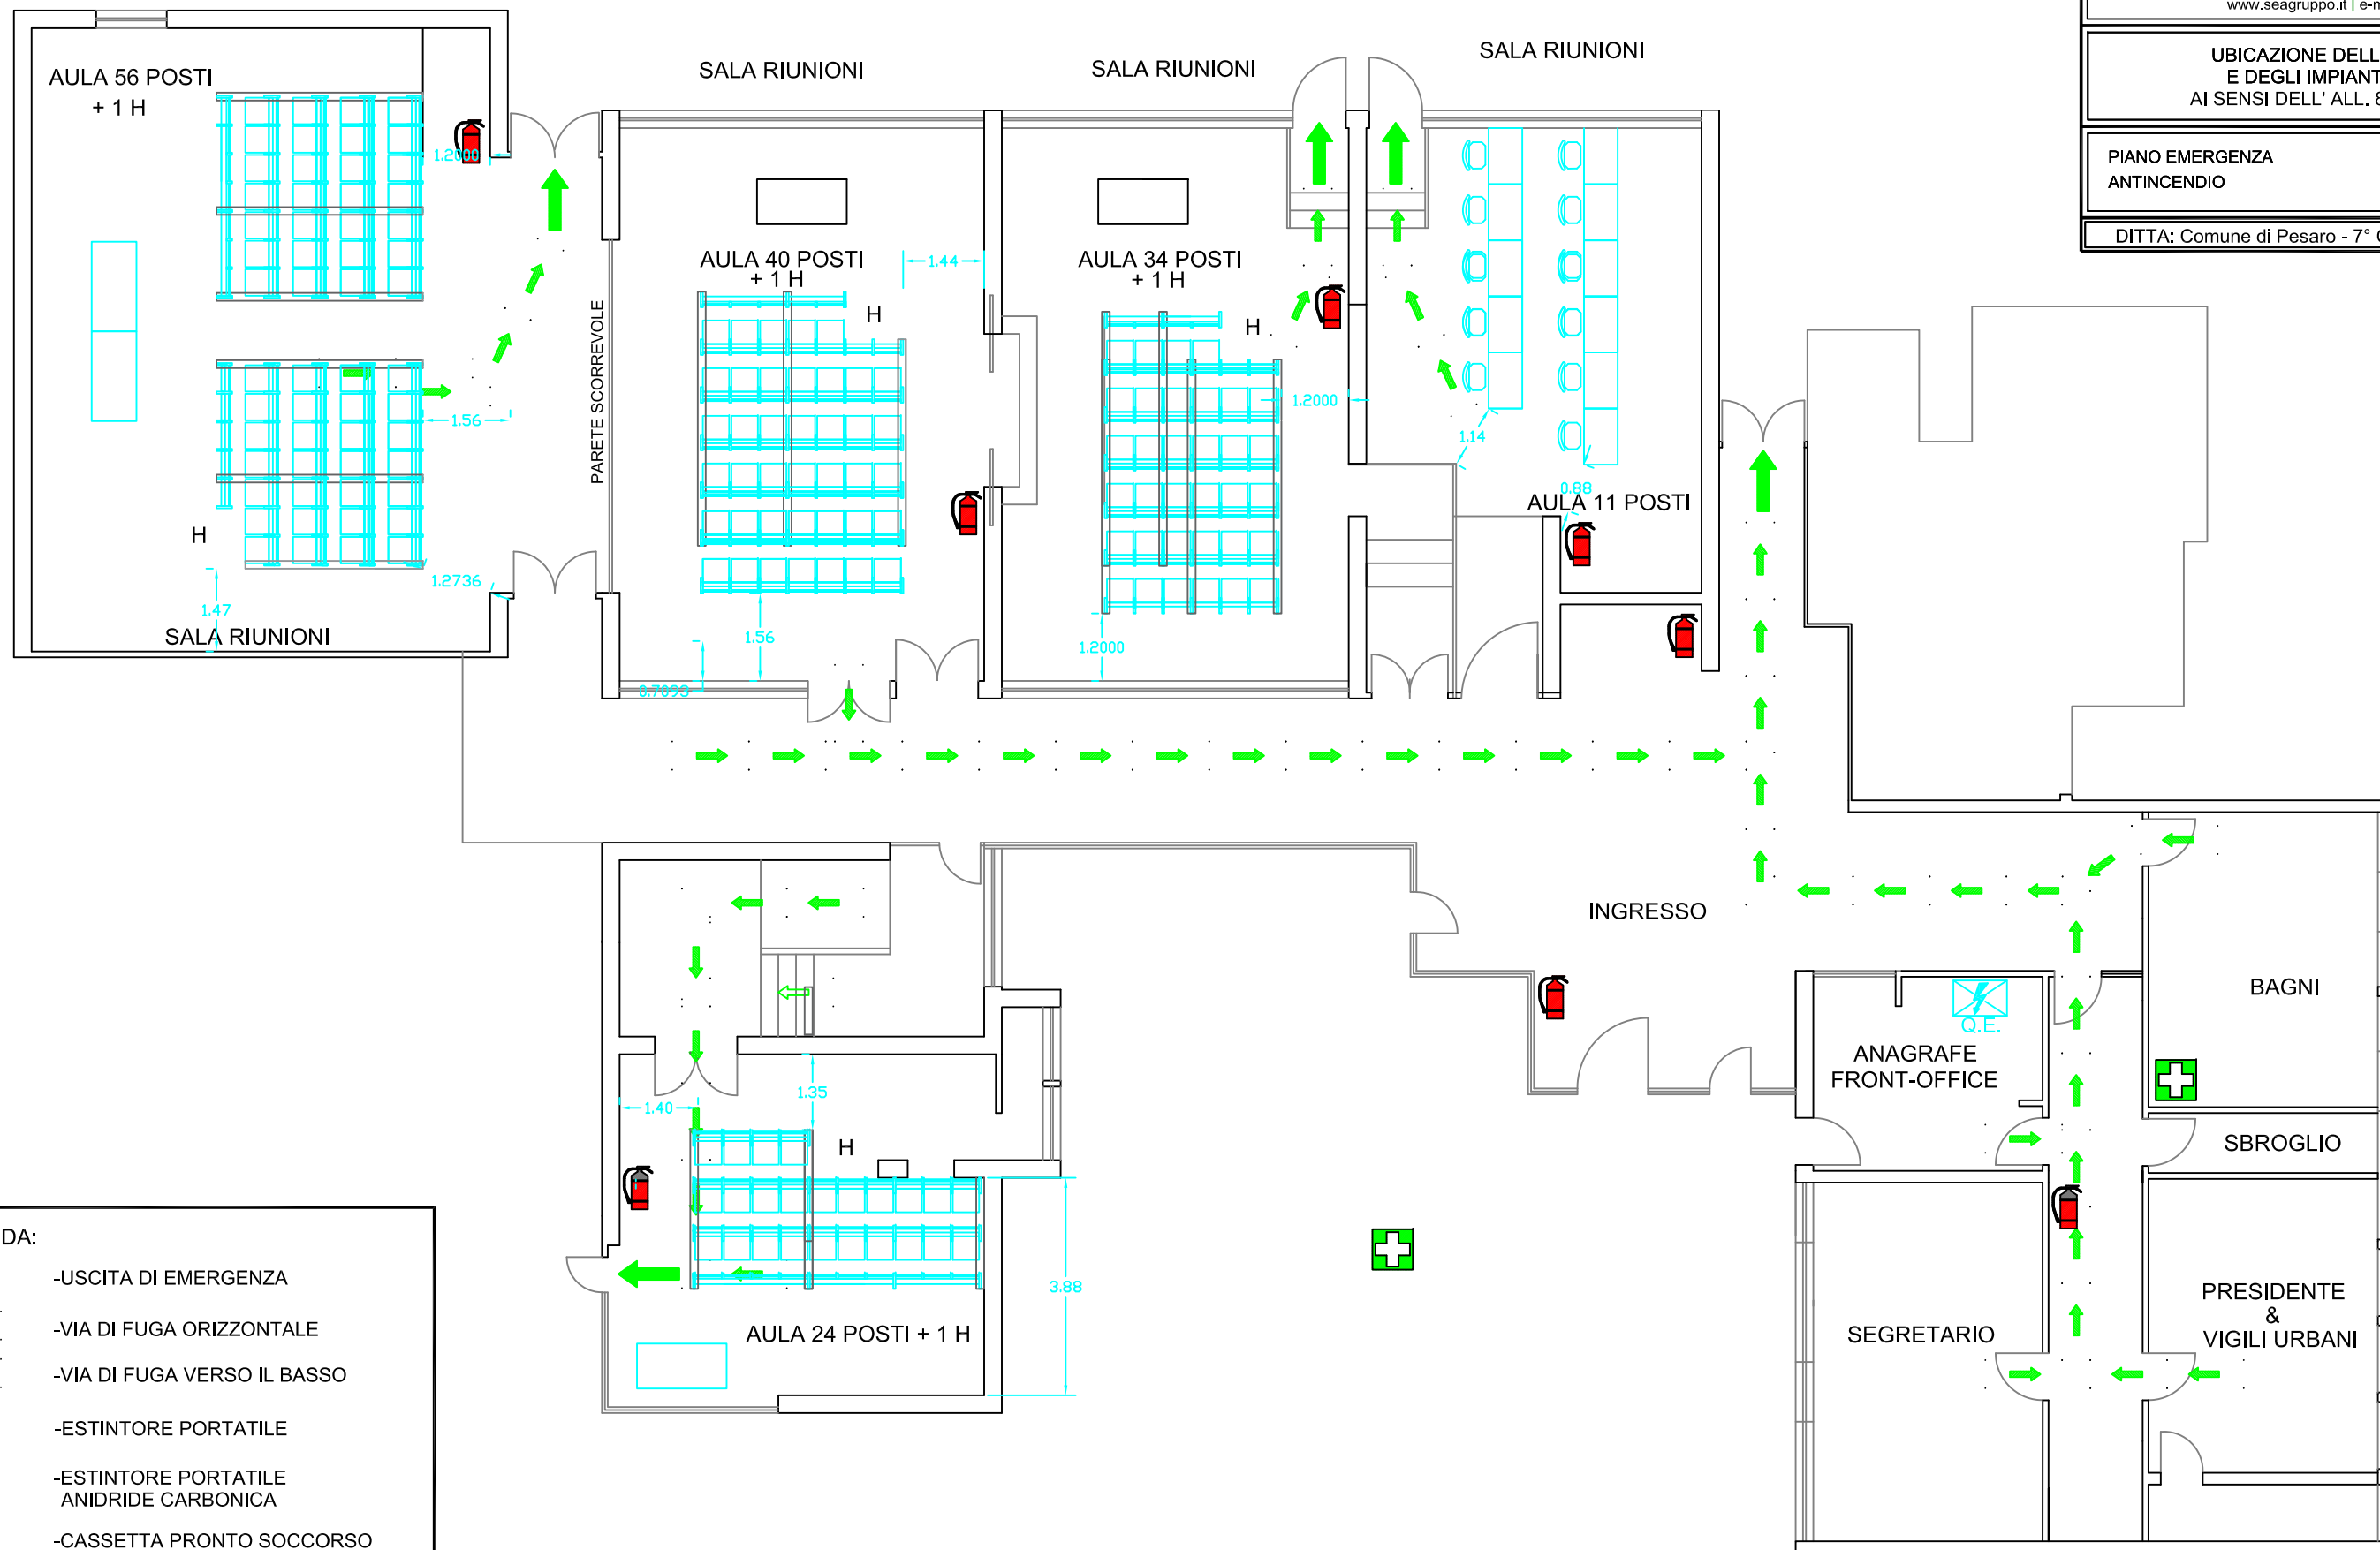 www.seagruppo.it | e-m
UBICAZIONE DELL
E DEGLI IMPIANT
AI SENSI DELL' ALL. 8
PIANO EMERGENZA
ANTINCENDIO
DITTA: Comune di Pesaro - 7° C
AULA 56 POSTI
+ 1 H
SALA RIUNIONI
SALA RIUNIONI
SALA RIUNIONI
1.2000
AULA 40 POSTI
+ 1 H
1.44
AULA 34 POSTI
+ 1 H
H
H
PARETE SCORREVOLE
1.56
1.2000
1.14
0.88
AULA 11 POSTI
H
1.2736
1.47
SALA RIUNIONI
1.56
0.7093
1.2000
INGRESSO
BAGNI
Q.E.
ANAGRAFE
FRONT-OFFICE
1.35
1.40
H
SBROGLIO
3.88
AULA 24 POSTI + 1 H
SEGRETARIO
PRESIDENTE
&
VIGILI URBANI
DA:
-USCITA DI EMERGENZA
-VIA DI FUGA ORIZZONTALE
-VIA DI FUGA VERSO IL BASSO
-ESTINTORE PORTATILE
-ESTINTORE PORTATILE
ANIDRIDE CARBONICA
-CASSETTA PRONTO SOCCORSO